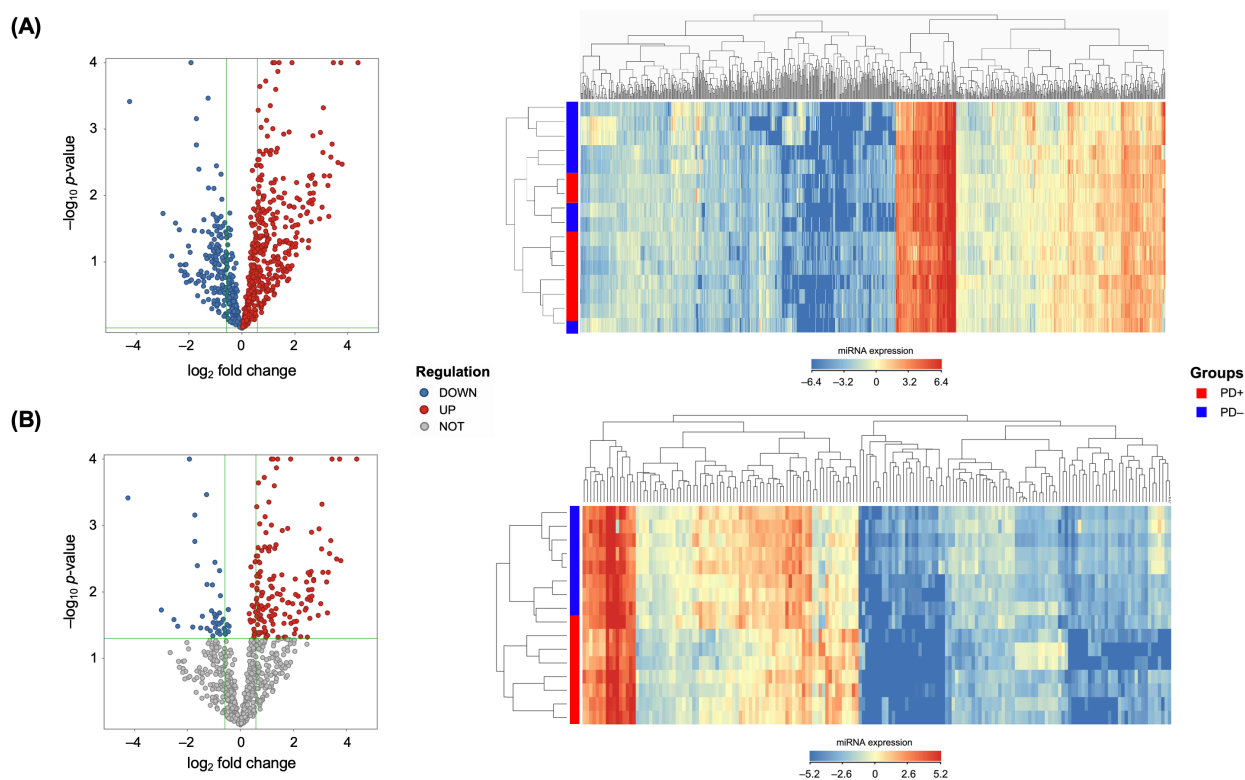 (A)
4
3
2
1
–log10 p-value
–4
–2
0
2
4
log2 fold change
miRNA expression
–6.4 –3.2 0 3.2 6.4
Regulation
DOWN
UP
NOT
Groups
PD+
PD–
(B)
4
3
2
1
–log10 p-value
–4
–2
0
2
4
log2 fold change
miRNA expression
–5.2 –2.6 0 2.6 5.2